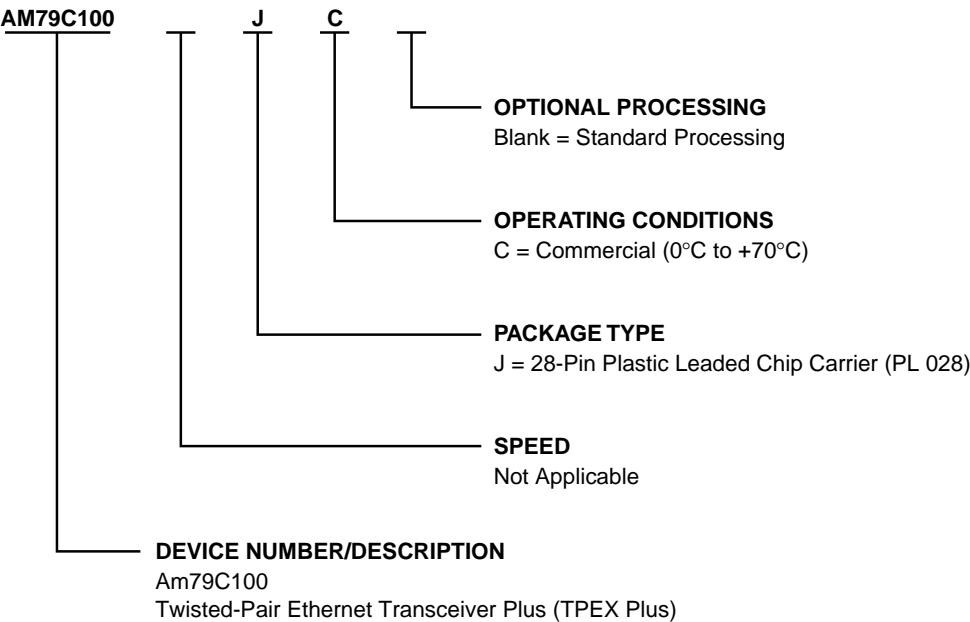 AM79C100 J C
OPTIONAL PROCESSING
Blank = Standard Processing
OPERATING CONDITIONS
C = Commercial (0°C to +70°C)
PACKAGE TYPE
J = 28-Pin Plastic Leaded Chip Carrier (PL 028)
SPEED
Not Applicable
DEVICE NUMBER/DESCRIPTION
Am79C100
Twisted-Pair Ethernet Transceiver Plus (TPEX Plus)